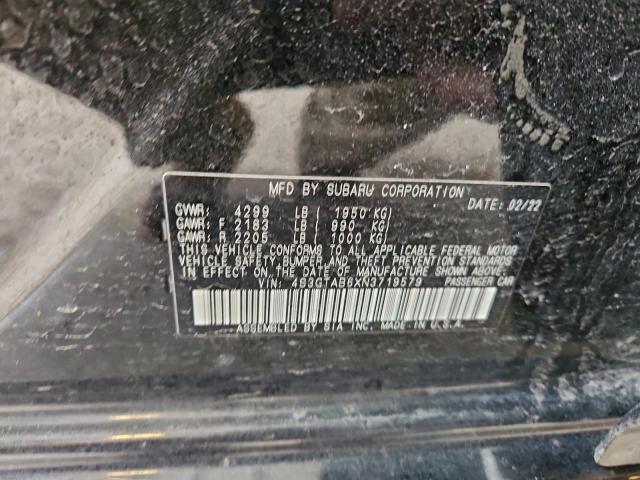 MFD BY SUBARU CORPORATION
DATE: 02/22
GVWR: 4299 LB ( 1950 KG)
GAWR: F 2183 LB ( 990 KG)
GAWR: R 2205 LB ( 1000 KG)
THIS VEHICLE CONFORMS TO ALL APPLICABLE FEDERAL MOTOR
VEHICLE SAFETY BUMPER AND THEFT PREVENTION STANDARDS
IN EFFECT ON THE DATE OF MANUFACTURE SHOWN ABOVE.
VIN: 4S3GTAB6XN3719579 PASSENGER CAR
ASSEMBLED BY SIA INC. MADE IN U.S.A.